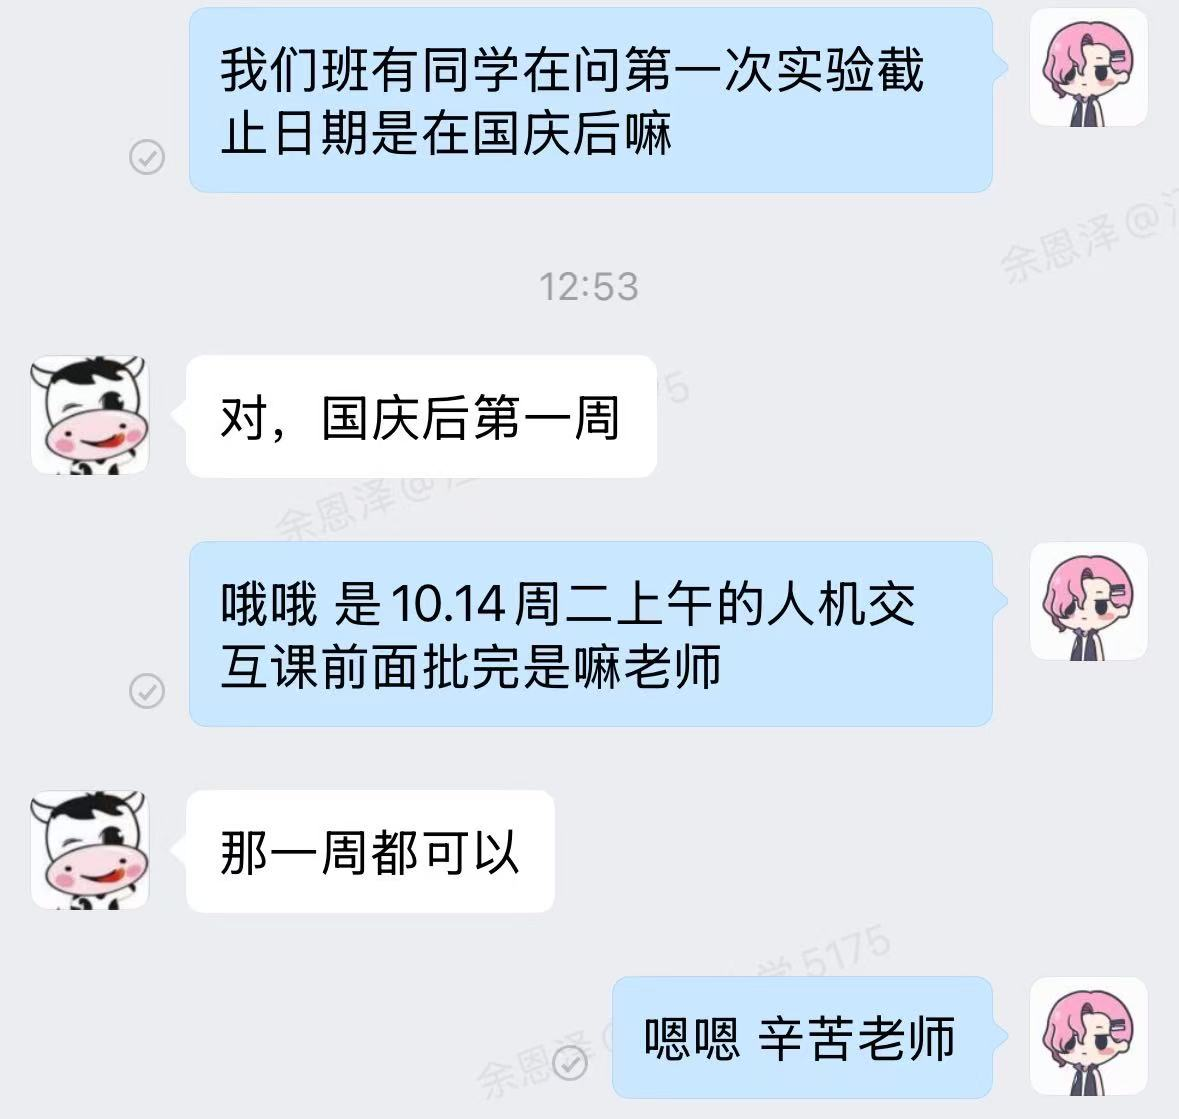 我们班有同学在问第一次实验截
止日期是在国庆后嘛
余恩泽@
12:53
对，国庆后第一周
75
余恩泽@
哦哦 是10.14周二上午的人机交
互课前面批完是嘛老师
那一周都可以
学5175
嗯嗯 辛苦老师
余恩泽